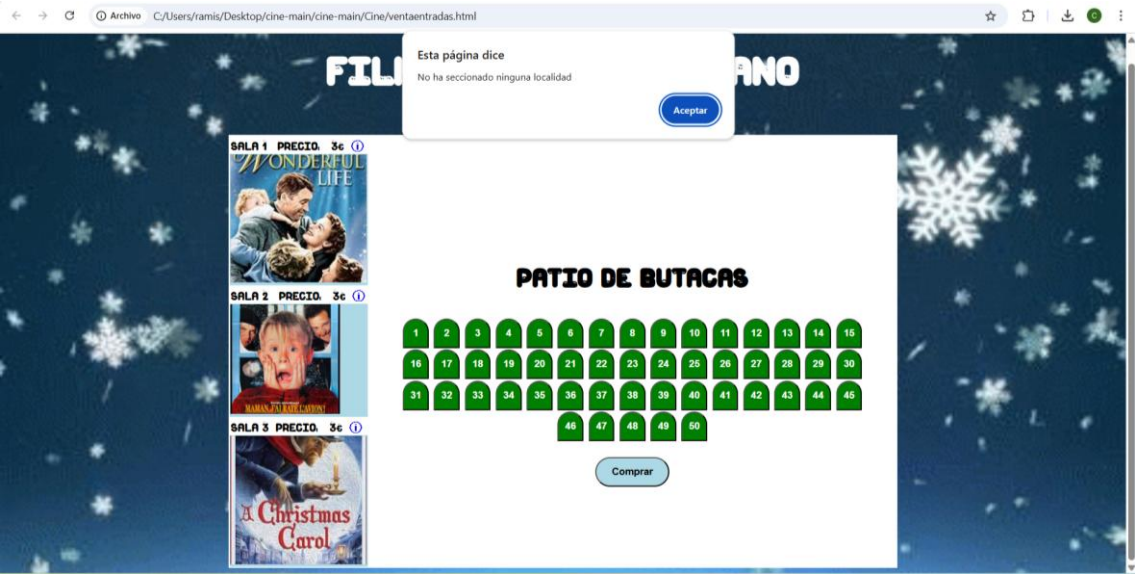 Archivo C:/Users/ramis/Desktop/cine-main/cine-main/Cine/ventaentradas.html
Esta página dice
No ha seccionado ninguna localidad
Aceptar
SALA 1 PRECIO: 3€
WONDERFUL
LIFE
SALA 2 PRECIO: 3€
MAMAN, J'AI RATÉ L'AVION!
SALA 3 PRECIO: 3€
A Christmas
Carol
PATIO DE BUTACAS
1 2 3 4 5 6 7 8 9 10 11 12 13 14 15
16 17 18 19 20 21 22 23 24 25 26 27 28 29 30
31 32 33 34 35 36 37 38 39 40 41 42 43 44 45
46 47 48 49 50
Comprar